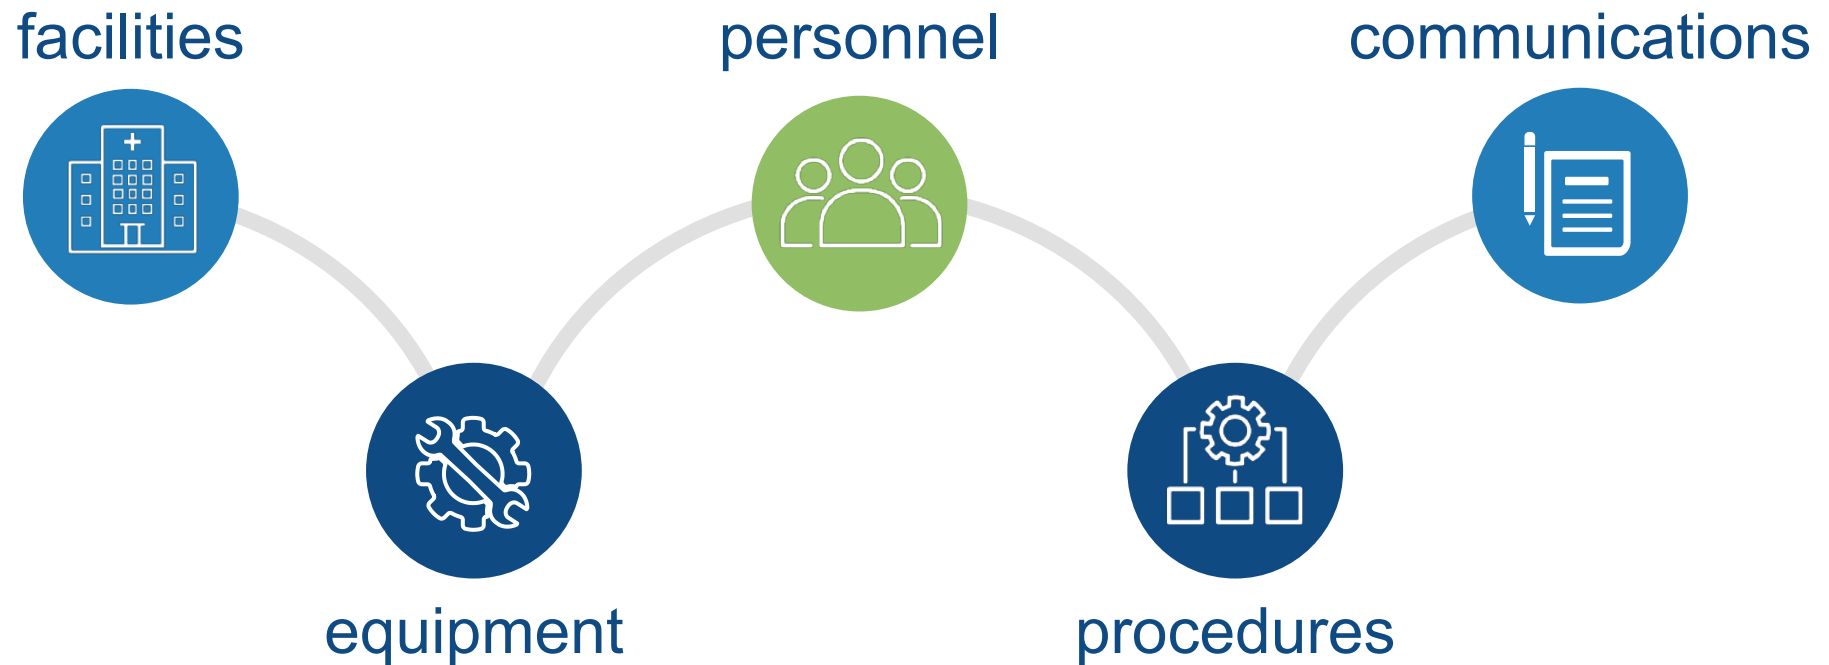 facilities
personnel
communications
equipment
procedures